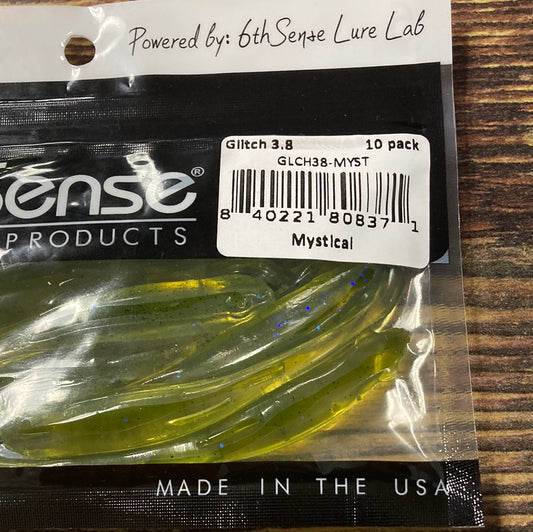 Powered by: 6thSense Lure Lab
Glitch 3.8 10 pack
GLCH38-MYST
8 40221 80837 1
Mystical
Sense®
PRODUCTS
MADE IN THE USA